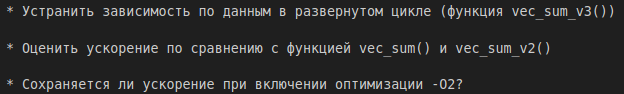 * Устранить зависимость по данным в развернутом цикле (функция vec_sum_v3())
* Оценить ускорение по сравнению с функцией vec_sum() и vec_sum_v2()
* Сохраняется ли ускорение при включении оптимизации -O2?